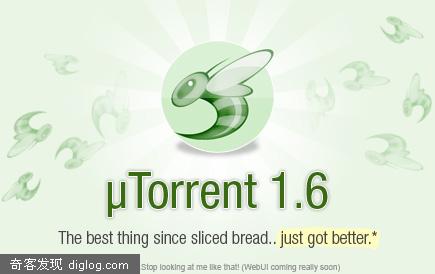 µTorrent 1.6
The best thing since sliced bread.. just got better.*
Stop looking at me like that! (WebUI coming really soon)
奇客发现 diglog.com